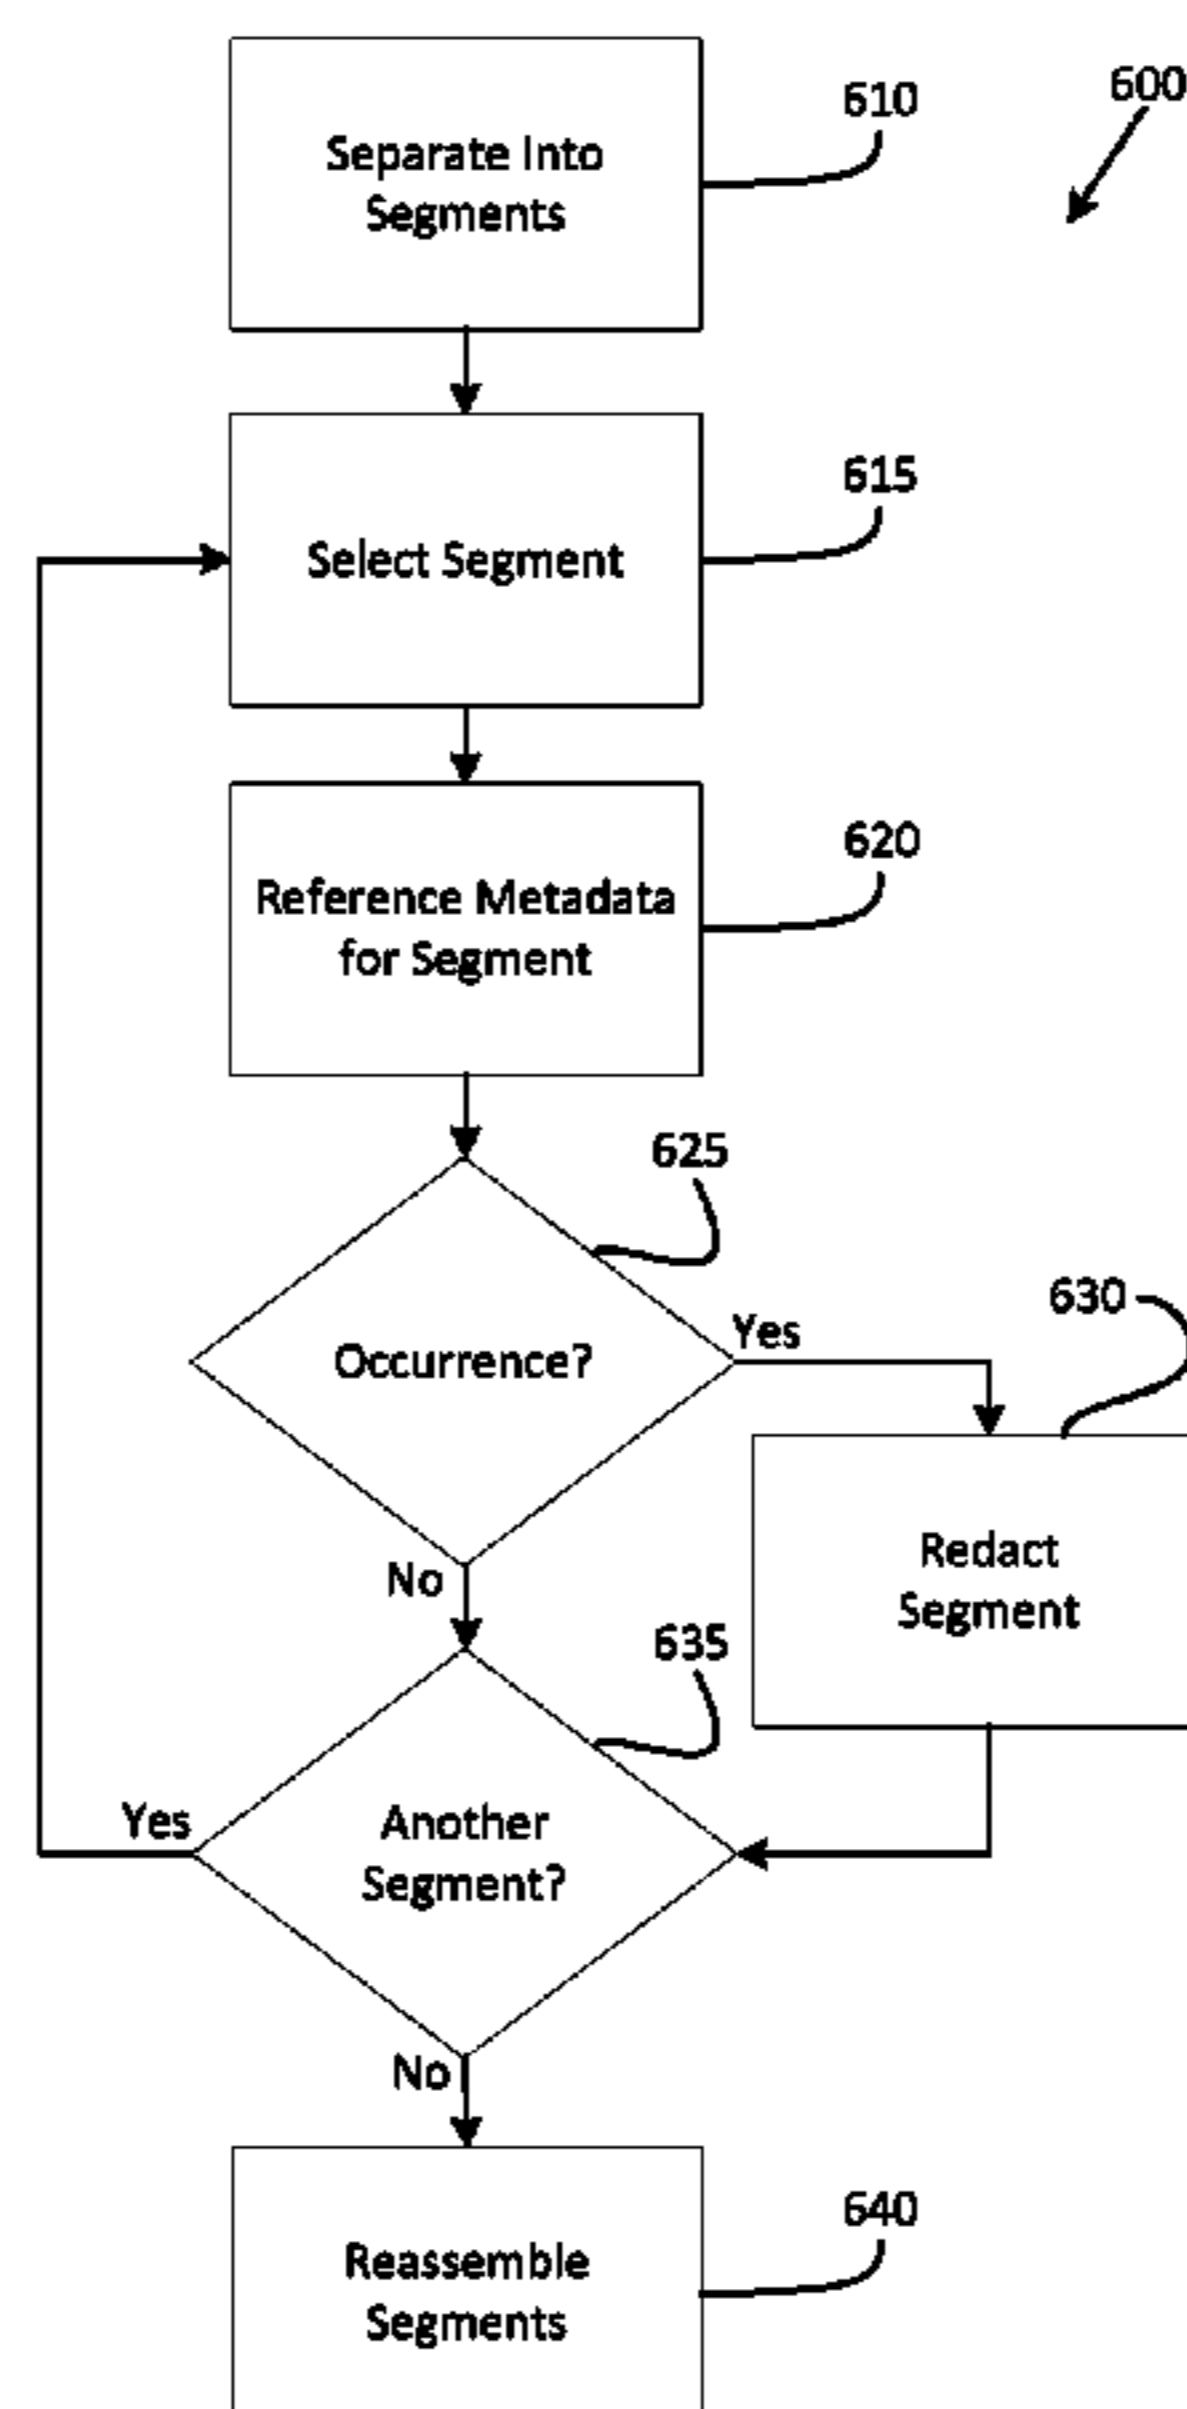 610
600
Separate Into
Segments
615
Select Segment
620
Reference Metadata
for Segment
625
630
Yes
Occurrence?
Redact
Segment
No
635
Yes
Another
Segment?
No
640
Reassemble
Segments